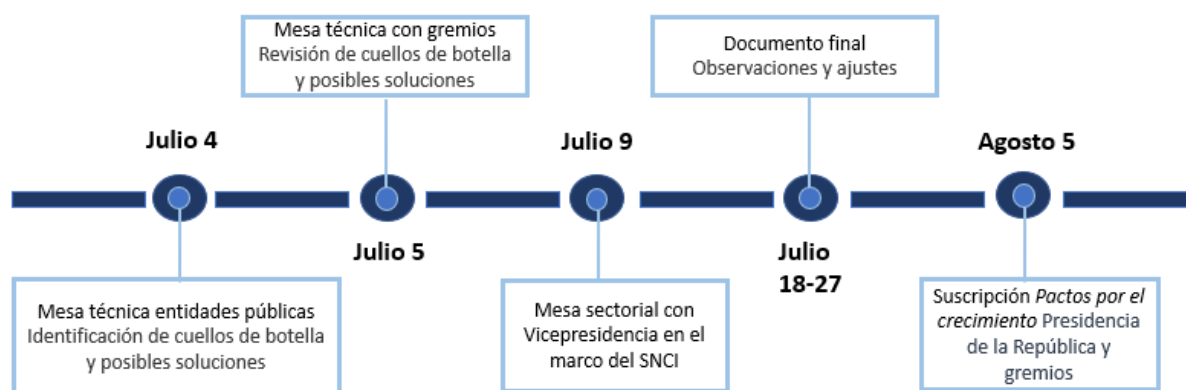 Mesa técnica con gremios
Revisión de cuellos de botella
y posibles soluciones
Documento final
Observaciones y ajustes
Julio 4
Julio 9
Agosto 5
Julio 5
Julio
18-27
Mesa técnica entidades públicas
Identificación de cuellos de botella
y posibles soluciones
Mesa sectorial con
Vicepresidencia en el
marco del SNCI
Suscripción Pactos por el
crecimiento Presidencia
de la República y
gremios